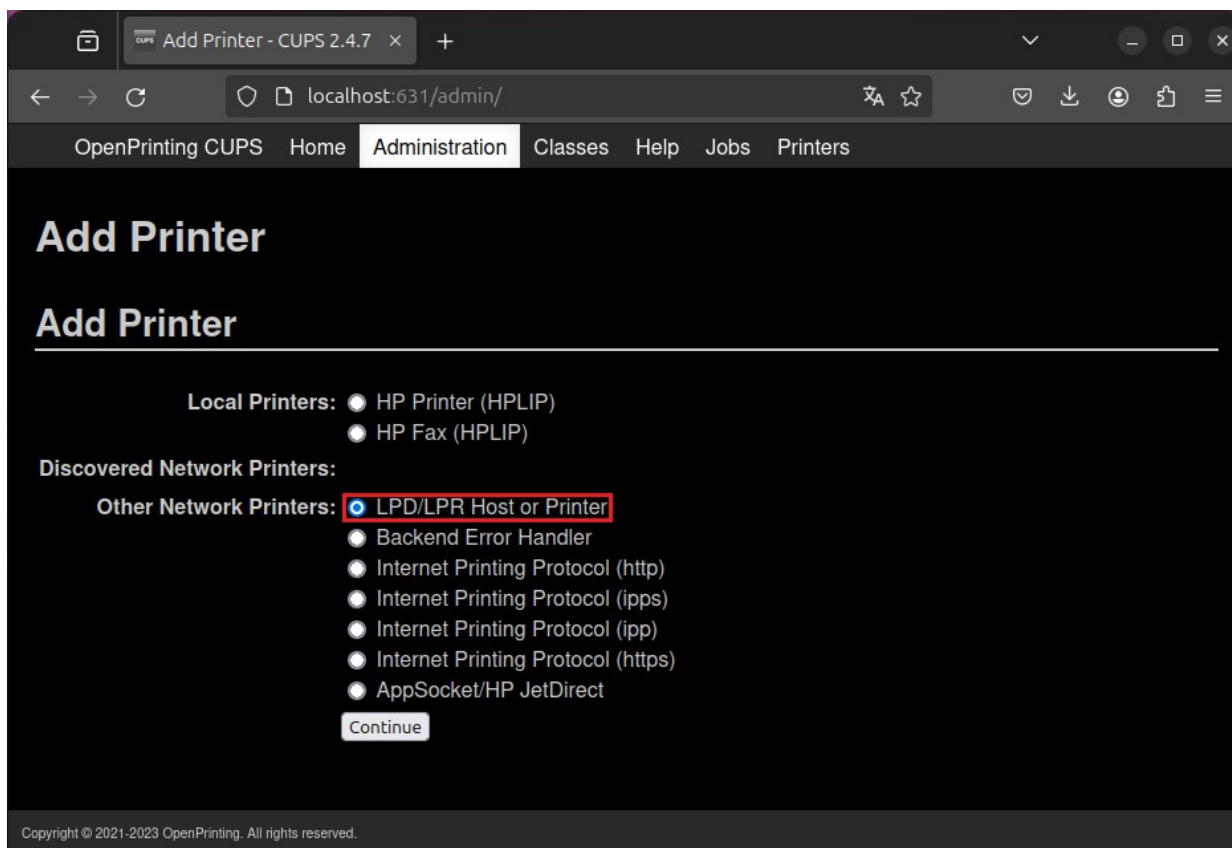 CUPS Add Printer - CUPS 2.4.7
localhost:631/admin/
OpenPrinting CUPS Home Administration Classes Help Jobs Printers
Add Printer
Add Printer
Local Printers: HP Printer (HPLIP)
HP Fax (HPLIP)
Discovered Network Printers:
Other Network Printers: LPD/LPR Host or Printer
Backend Error Handler
Internet Printing Protocol (http)
Internet Printing Protocol (ipps)
Internet Printing Protocol (ipp)
Internet Printing Protocol (https)
AppSocket/HP JetDirect
Continue
Copyright © 2021-2023 OpenPrinting. All rights reserved.